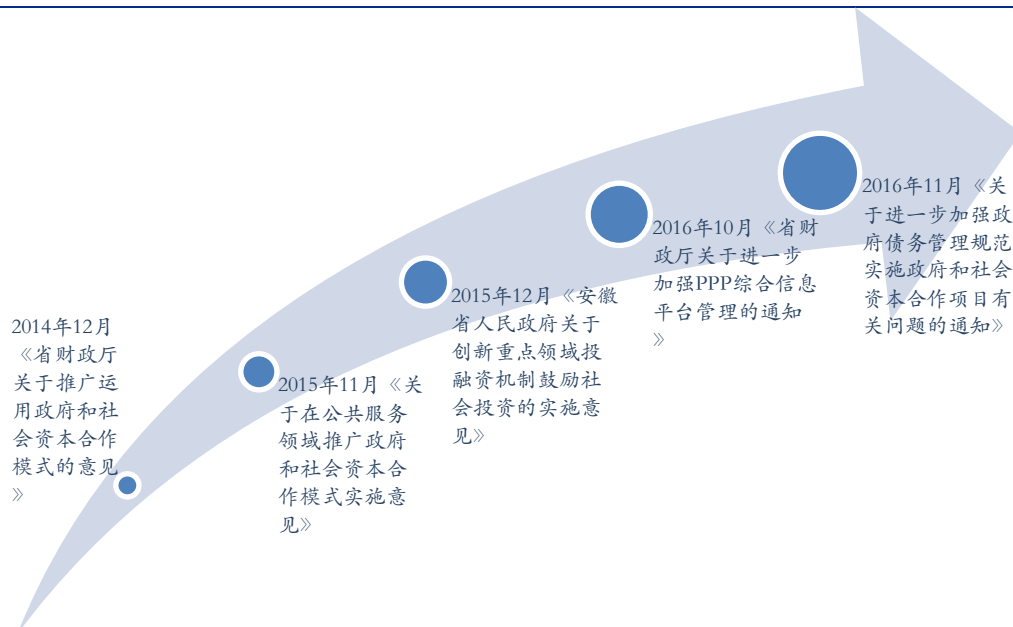 2014年12月
《省财政厅
关于推广运
用政府和社
会资本合作
模式的意见
》
2015年11月《关
于在公共服务
领域推广政府
和社会资本合
作模式实施意
见》
2015年12月《安徽
省人民政府关于
创新重点领域投
融资机制鼓励社
会投资的实施意
见》
2016年10月《省财
政厅关于进一步
加强PPP综合信息
平台管理的通知
》
2016年11月《关
于进一步加强政
府债务管理规范
实施政府和社会
资本合作项目有
关问题的通知》